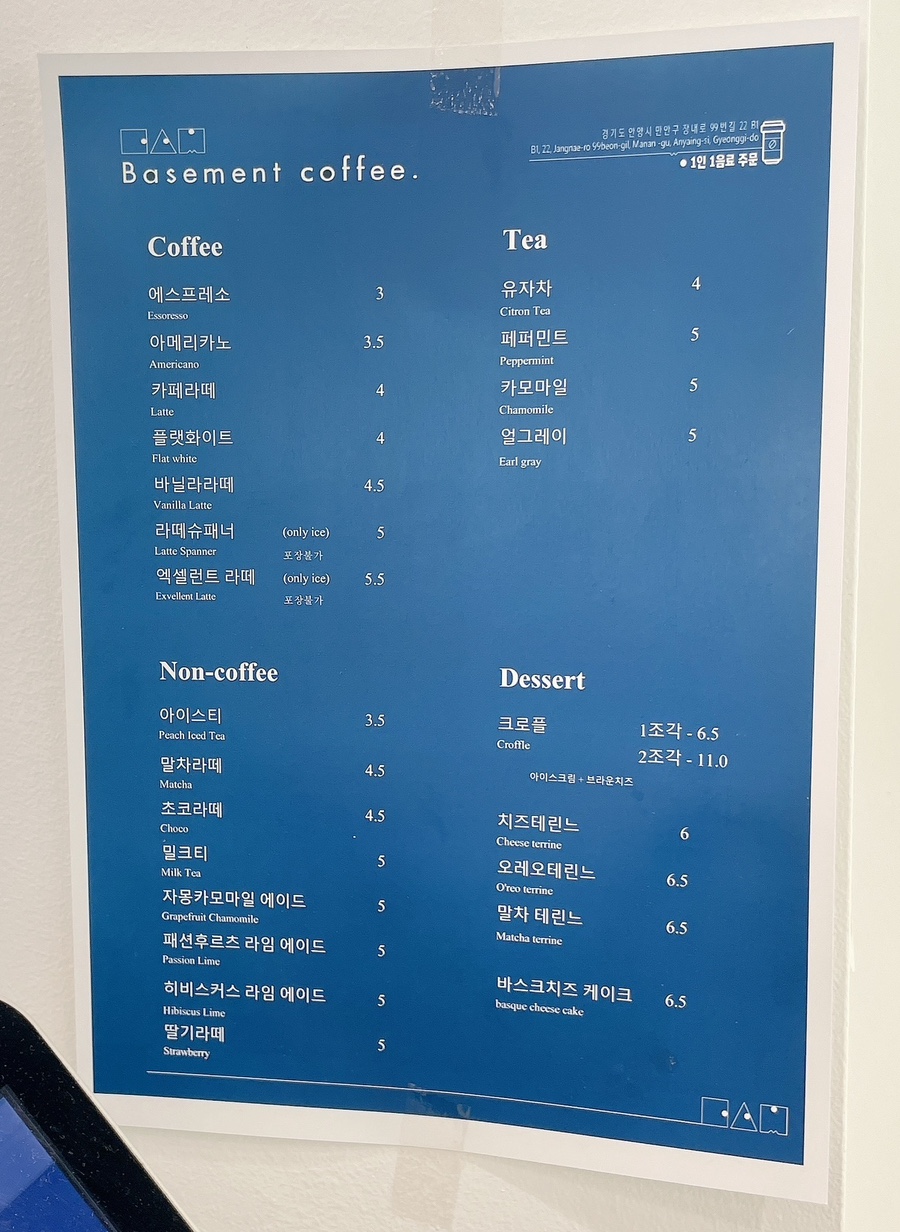 Basement coffee.
경기도 안양시 만안구 장내로 99번길 22 B1
B1, 22, Jangnae-ro 99beon-gil, Manan -gu, Anyaing-si, Gyeonggi-do
● 1인 1음료 주문
Coffee
에스프레소 3
Essoresso
아메리카노 3.5
Americano
카페라떼 4
Latte
플랫화이트 4
Flat white
바닐라라떼 4.5
Vanilla Latte
라떼슈패너 (only ice) 5
Latte Spanner 포장불가
엑셀런트 라떼 (only ice) 5.5
Exvellent Latte 포장불가
Tea
유자차 4
Citron Tea
페퍼민트 5
Peppermint
카모마일 5
Chamomile
얼그레이 5
Earl gray
Non-coffee
아이스티 3.5
Peach Iced Tea
말차라떼 4.5
Matcha
초코라떼 4.5
Choco
밀크티 5
Milk Tea
자몽카모마일 에이드 5
Grapefruit Chamomile
패션후르츠 라임 에이드 5
Passion Lime
히비스커스 라임 에이드 5
Hibiscus Lime
딸기라떼 5
Strawberry
Dessert
크로플 1조각 - 6.5
Croffle 2조각 - 11.0
아이스크림 + 브라운치즈
치즈테린느 6
Cheese terrine
오레오테린느 6.5
O'reo terrine
말차 테린느 6.5
Matcha terrine
바스크치즈 케이크 6.5
basque cheese cake